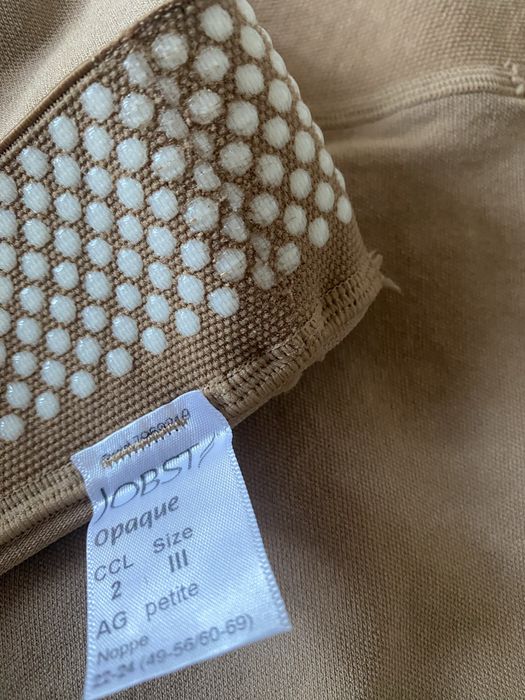 JOBST
Opaque
CCL Size
2 III
AG petite
Noppe
22-24 (49-56/60-69)